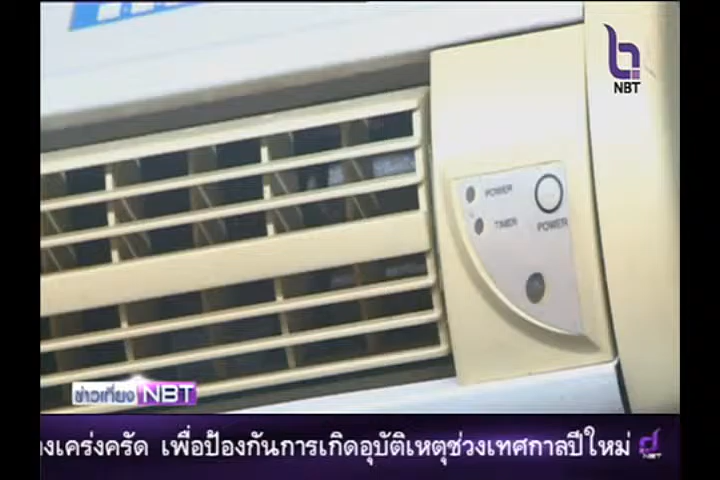 NBT
POWER
TIMER
POWER
ข่าวเที่ยง NBT
งเคร่งครัด เพื่อป้องกันการเกิดอุบัติเหตุช่วงเทศกาลปีใหม่
NBT